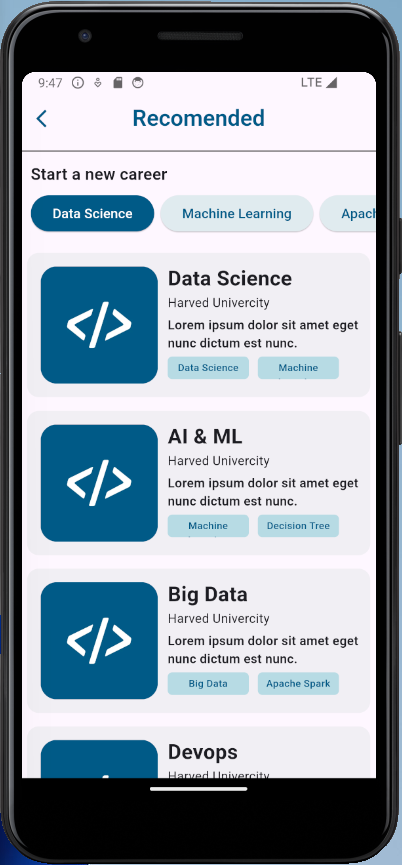 9:47 LTE
Recomended
Start a new career
Data Science Machine Learning Apach
</>
Data Science
Harved Univercity
Lorem ipsum dolor sit amet eget
nunc dictum est nunc.
Data Science Machine
</>
AI & ML
Harved Univercity
Lorem ipsum dolor sit amet eget
nunc dictum est nunc.
Machine Decision Tree
</>
Big Data
Harved Univercity
Lorem ipsum dolor sit amet eget
nunc dictum est nunc.
Big Data Apache Spark
Devops
Harved Univercity